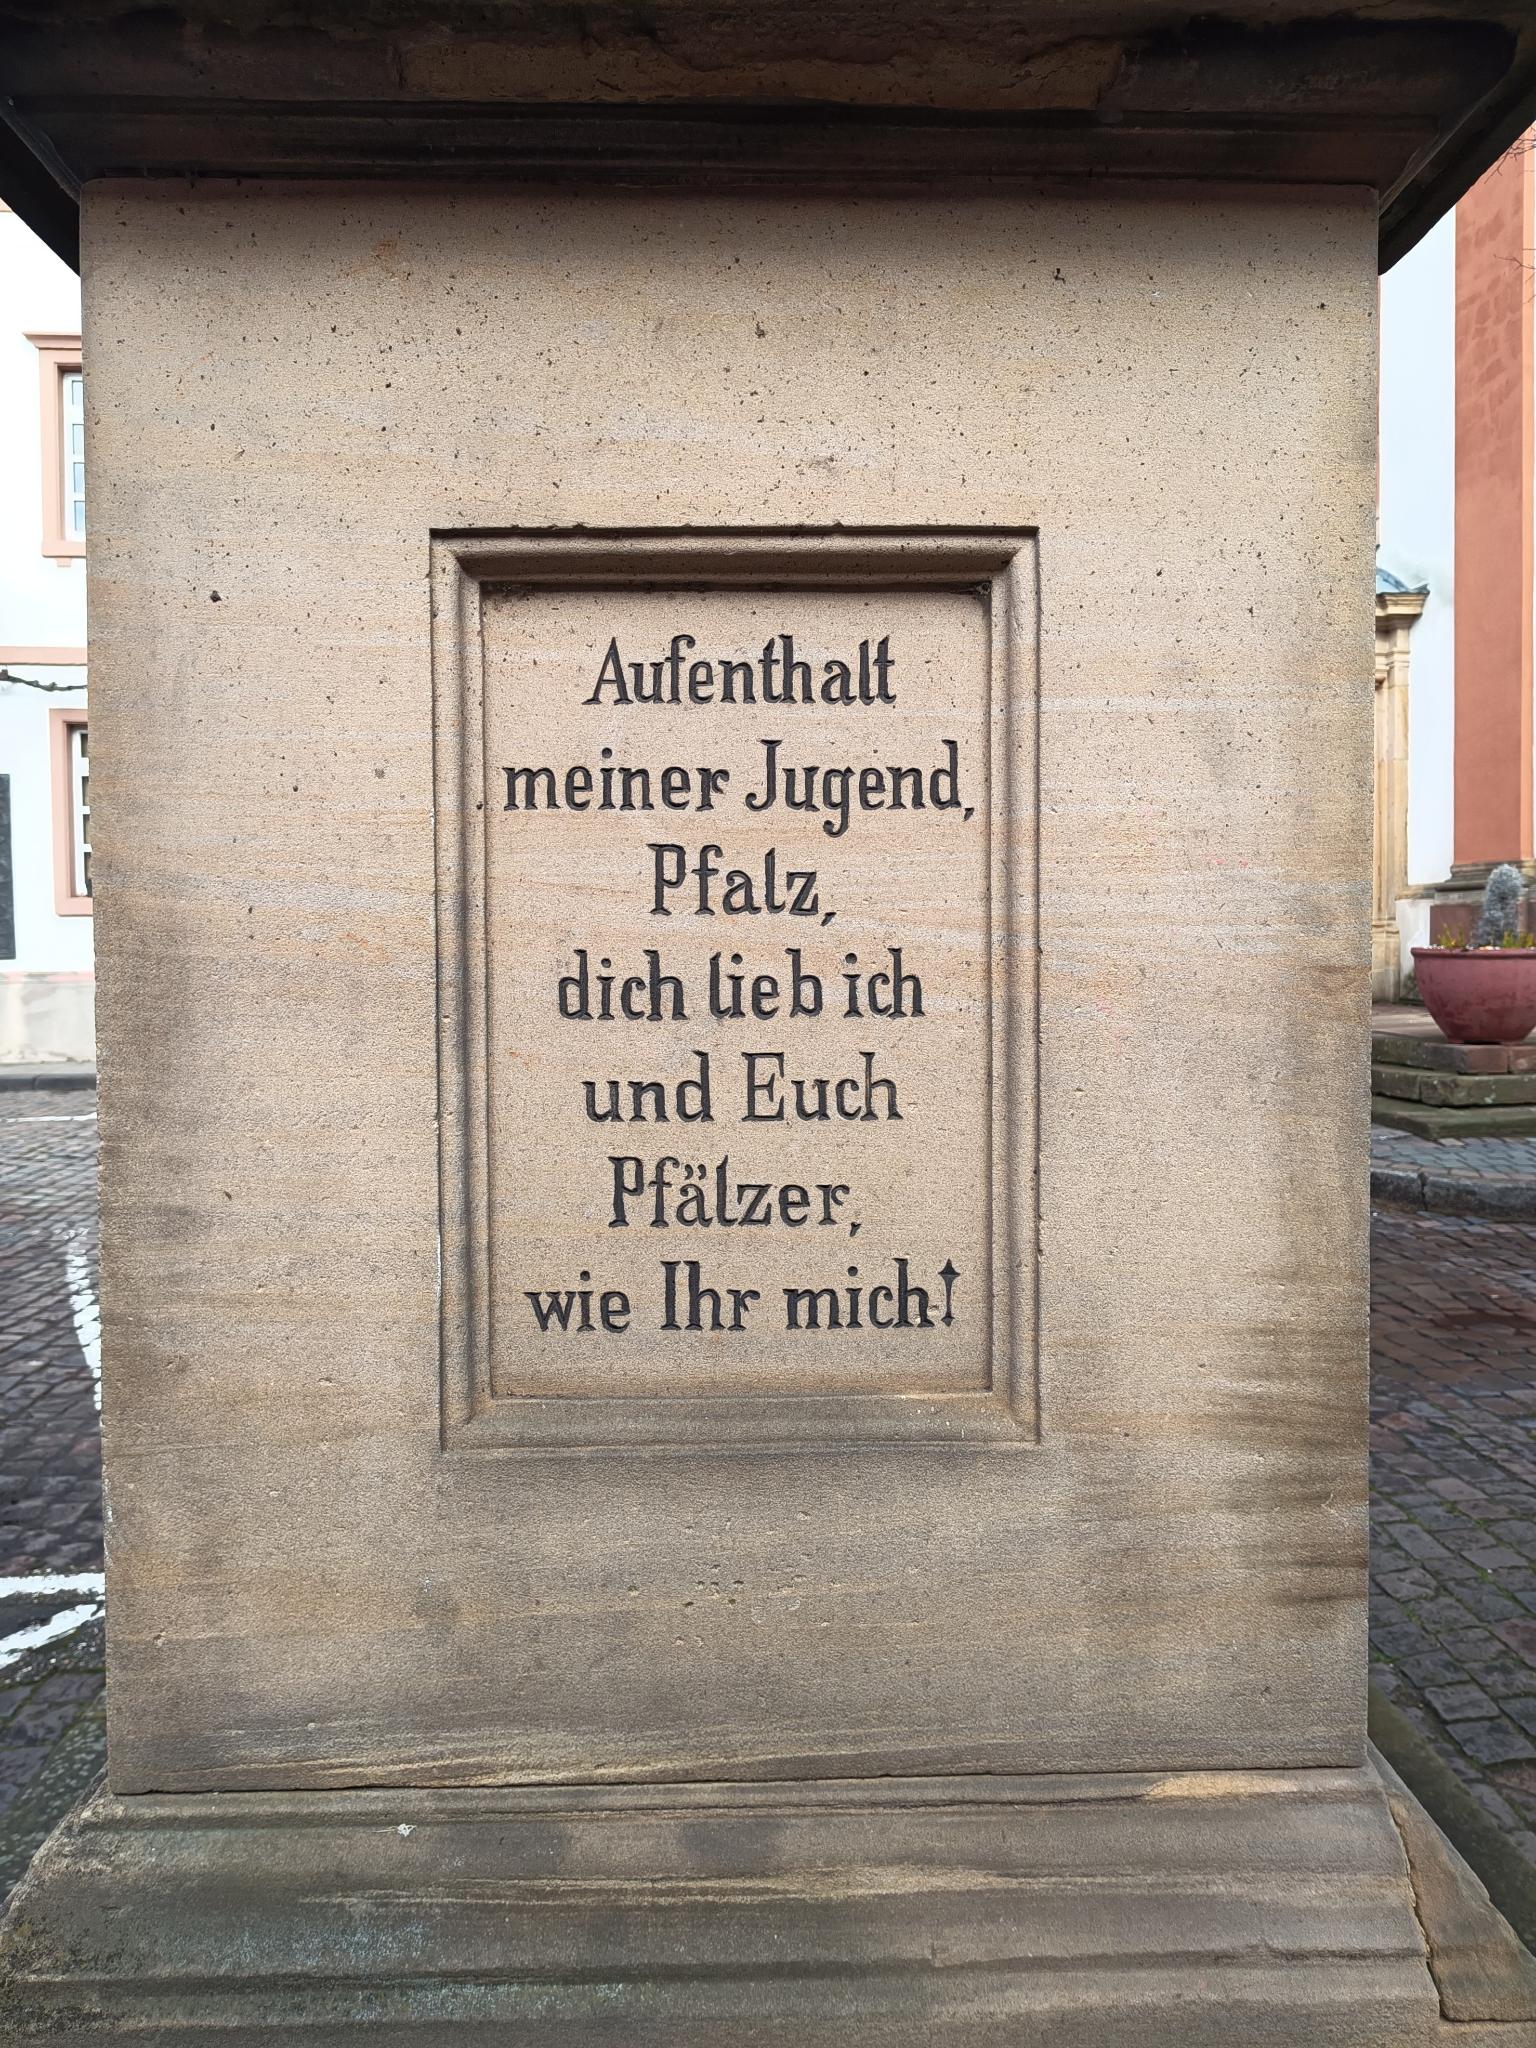 Aufenthalt
meiner Jugend,
Pfalz,
dich lieb ich
und Euch
Pfälzer,
wie Ihr mich!